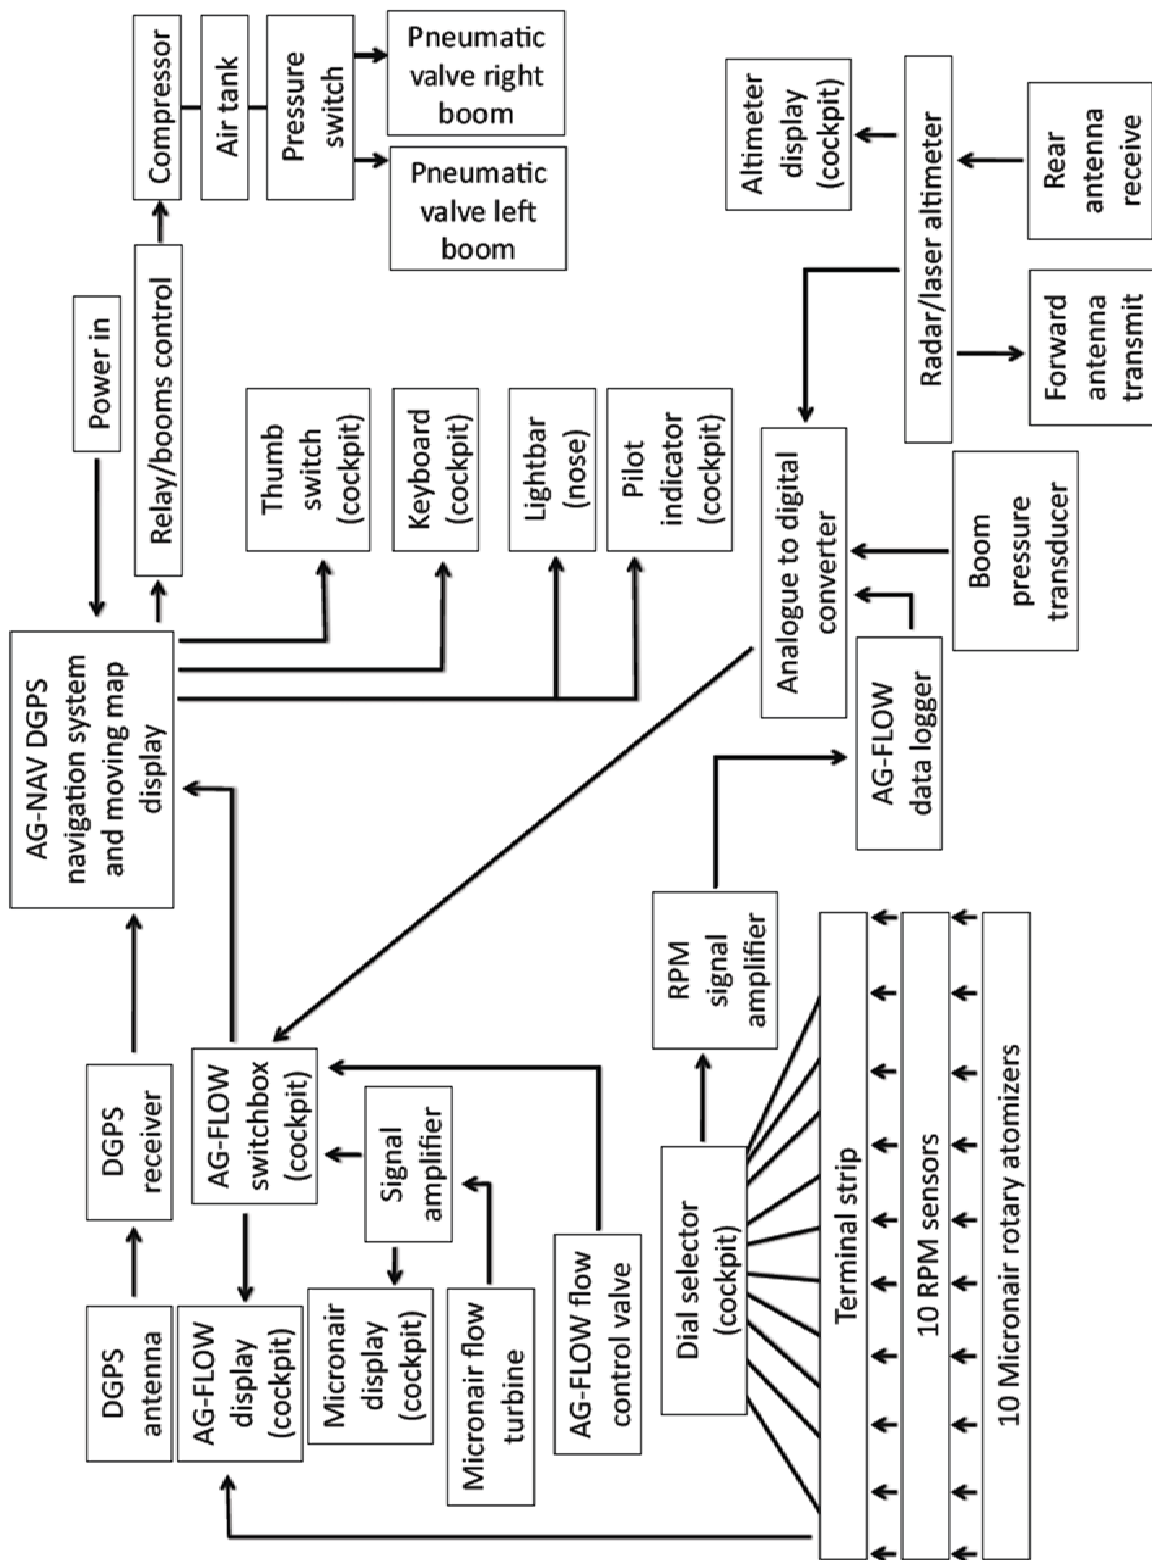 DGPS
antenna
DGPS
receiver
AG-NAV DGPS
navigation system
and moving map
display
Power in
Relay/booms control
Compressor
Air tank
Pressure
switch
Pneumatic
valve right
boom
Pneumatic
valve left
boom
AG-FLOW
display
(cockpit)
AG-FLOW
switchbox
(cockpit)
Thumb
switch
(cockpit)
Keyboard
(cockpit)
Lightbar
(nose)
Pilot
indicator
(cockpit)
Micronair
display
(cockpit)
Signal
amplifier
Micronair flow
turbine
AG-FLOW flow
control valve
Dial selector
(cockpit)
RPM
signal
amplifier
Analogue to digital
converter
AG-FLOW
data logger
Boom
pressure
transducer
Altimeter
display
(cockpit)
Radar/laser altimeter
Forward
antenna
transmit
Rear
antenna
receive
Terminal strip
10 RPM sensors
10 Micronair rotary atomizers